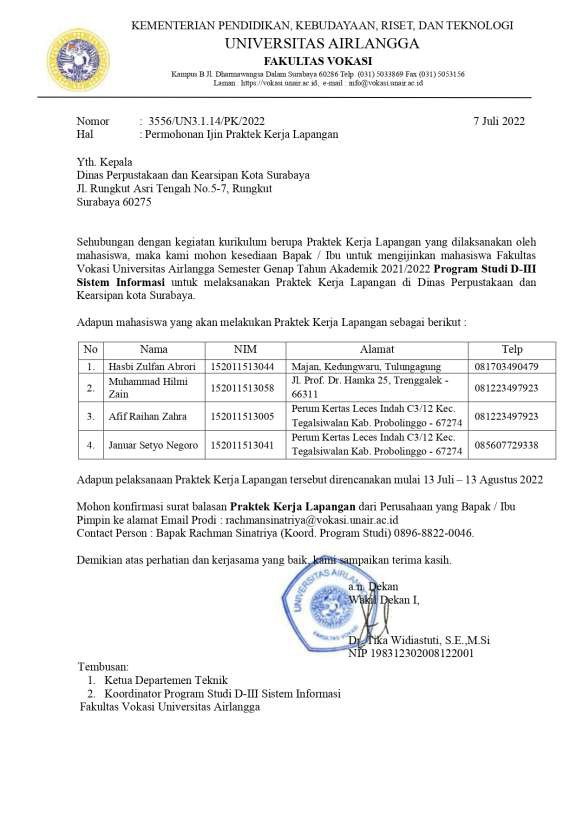 KEMENTERIAN PENDIDIKAN, KEBUDAYAAN, RISET, DAN TEKNOLOGI
UNIVERSITAS AIRLANGGA
FAKULTAS VOKASI
Kampus B Jl. Dharmawangsa Dalam Surabaya 60286 Telp. (031) 5033869 Fax (031) 5053156
Laman : https://vokasi.unair.ac.id, e-mail : info@vokasi.unair.ac.id
Nomor : 3556/UN3.1.14/PK/2022 7 Juli 2022
Hal : Permohonan Ijin Praktek Kerja Lapangan
Yth. Kepala
Dinas Perpustakaan dan Kearsipan Kota Surabaya
Jl. Rungkut Asri Tengah No.5-7, Rungkut
Surabaya 60275
Sehubungan dengan kegiatan kurikulum berupa Praktek Kerja Lapangan yang dilaksanakan oleh
mahasiswa, maka kami mohon kesediaan Bapak / Ibu untuk mengijinkan mahasiswa Fakultas
Vokasi Universitas Airlangga Semester Genap Tahun Akademik 2021/2022 Program Studi D-III
Sistem Informasi untuk melaksanakan Praktek Kerja Lapangan di Dinas Perpustakaan dan
Kearsipan kota Surabaya.
Adapun mahasiswa yang akan melakukan Praktek Kerja Lapangan sebagai berikut :
No Nama NIM Alamat Telp
1. Hasbi Zulfan Abrori 152011513044 Majan, Kedungwaru, Tulungagung 081703490479
2. Muhammad Hilmi Zain 152011513058 Jl. Prof. Dr. Hamka 25, Trenggalek - 66311 081223497923
3. Afif Raihan Zahra 152011513005 Perum Kertas Leces Indah C3/12 Kec. Tegalsiwalan Kab. Probolinggo - 67274 081223497923
4. Januar Setyo Negoro 152011513041 Perum Kertas Leces Indah C3/12 Kec. Tegalsiwalan Kab. Probolinggo - 67274 085607729338
Adapun pelaksanaan Praktek Kerja Lapangan tersebut direncanakan mulai 13 Juli – 13 Agustus 2022
Mohon konfirmasi surat balasan Praktek Kerja Lapangan dari Perusahaan yang Bapak / Ibu
Pimpin ke alamat Email Prodi : rachmansinatriya@vokasi.unair.ac.id
Contact Person : Bapak Rachman Sinatriya (Koord. Program Studi) 0896-8822-0046.
Demikian atas perhatian dan kerjasama yang baik, kami sampaikan terima kasih.
a.n. Dekan
Wakil Dekan I,
UNIVERSITAS AIRLANGGA
FAKULTAS VOKASI
Dr. Tika Widiastuti, S.E.,M.Si
NIP 198312302008122001
Tembusan:
1. Ketua Departemen Teknik
2. Koordinator Program Studi D-III Sistem Informasi
Fakultas Vokasi Universitas Airlangga